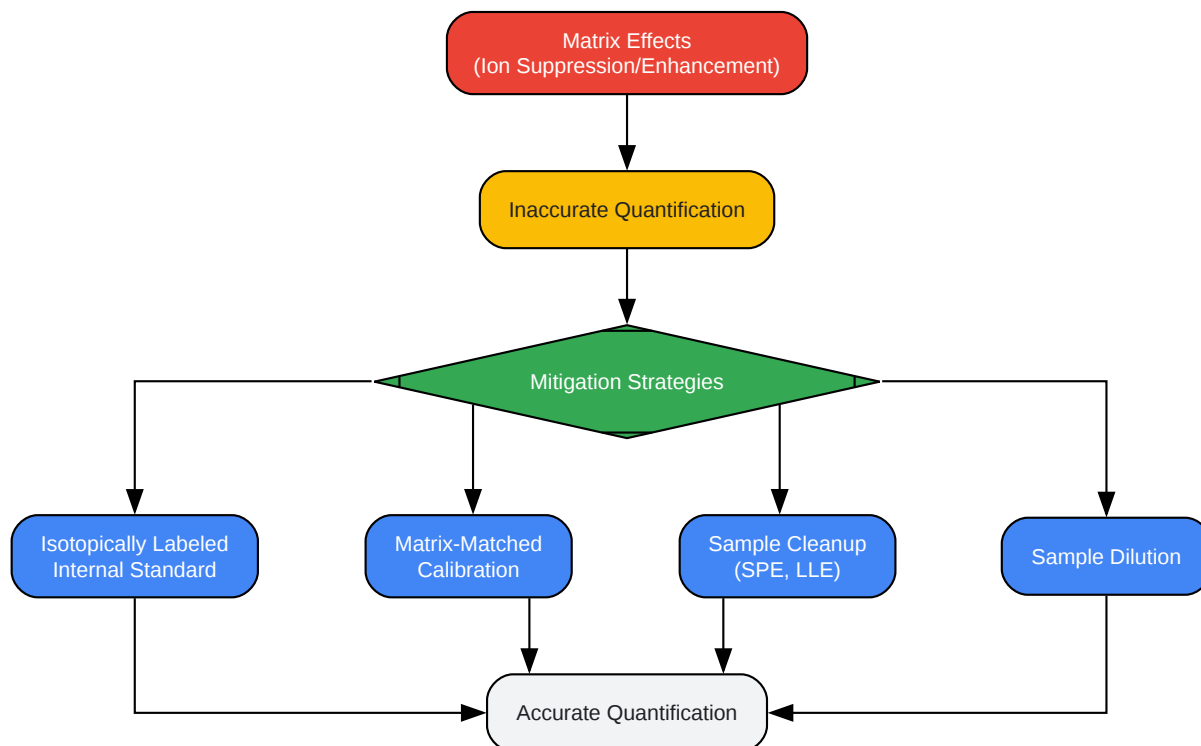 Matrix Effects
(Ion Suppression/Enhancement)
Inaccurate Quantification
Mitigation Strategies
Isotopically Labeled
Internal Standard
Matrix-Matched
Calibration
Sample Cleanup
(SPE, LLE)
Sample Dilution
Accurate Quantification